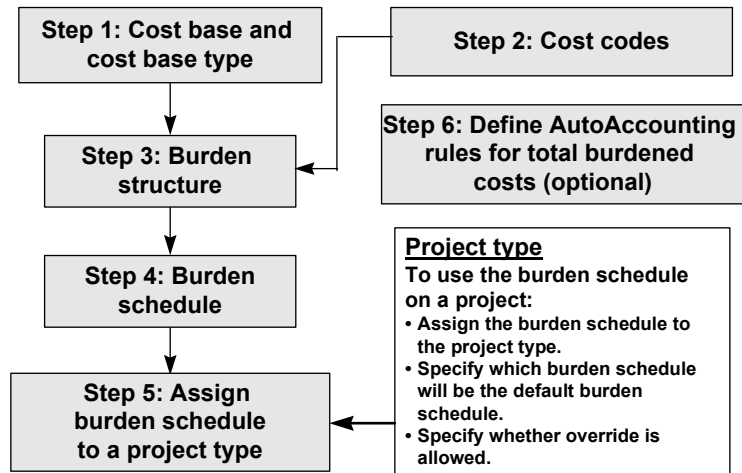 Step 1: Cost base and
cost base type
Step 2: Cost codes
Step 3: Burden
structure
Step 6: Define AutoAccounting
rules for total burdened
costs (optional)
Step 4: Burden
schedule
Project type
To use the burden schedule
on a project:
• Assign the burden schedule to
the project type.
• Specify which burden schedule
will be the default burden
schedule.
• Specify whether override is
allowed.
Step 5: Assign
burden schedule
to a project type